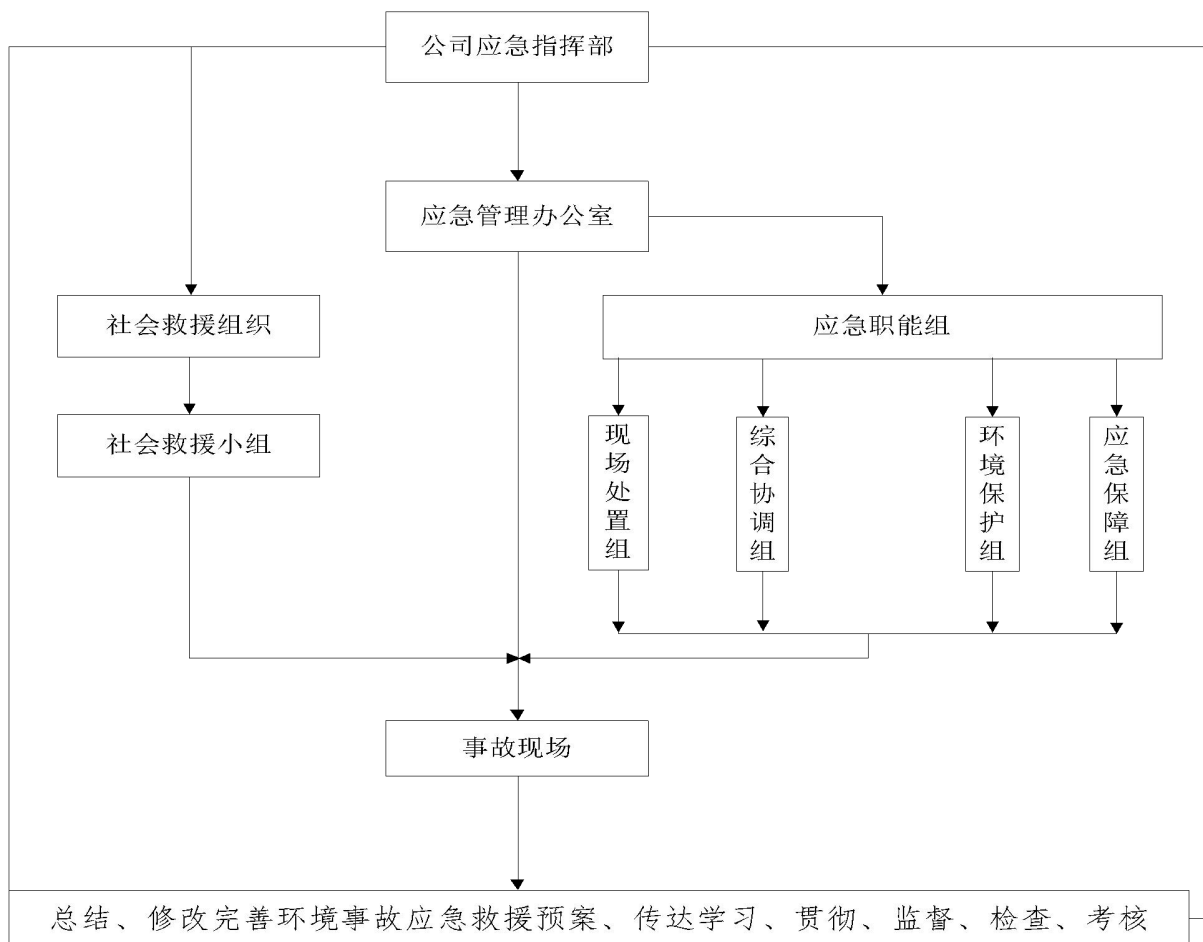 公司应急指挥部
应急管理办公室
社会救援组织
应急职能组
社会救援小组
现场处置组
综合协调组
环境保护组
应急保障组
事故现场
总结、修改完善环境事故应急救援预案、传达学习、贯彻、监督、检查、考核